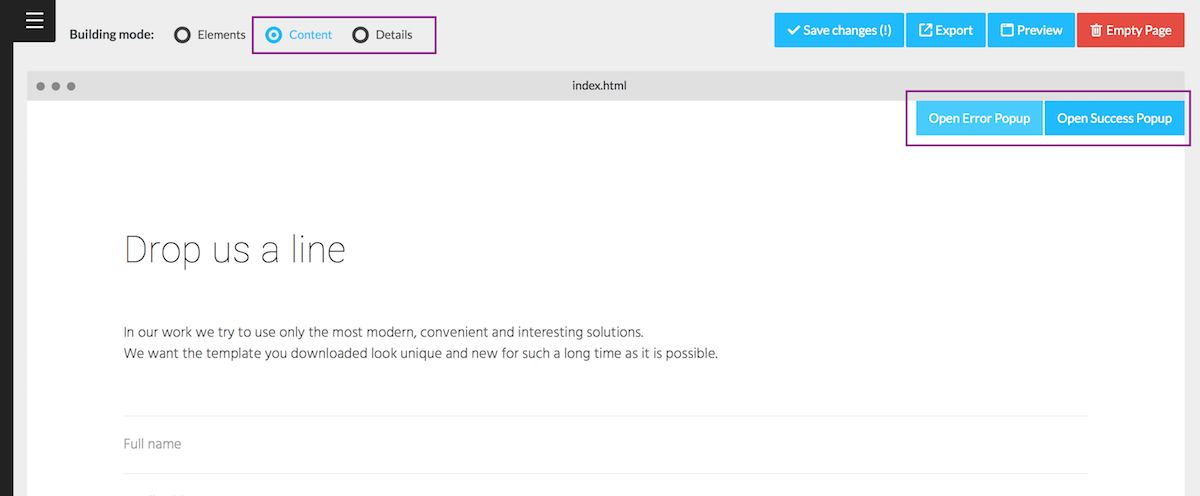 Building mode: Elements Content Details Save changes (!) Export Preview Empty Page
index.html
Open Error Popup Open Success Popup
Drop us a line
In our work we try to use only the most modern, convenient and interesting solutions.
We want the template you downloaded look unique and new for such a long time as it is possible.
Full name